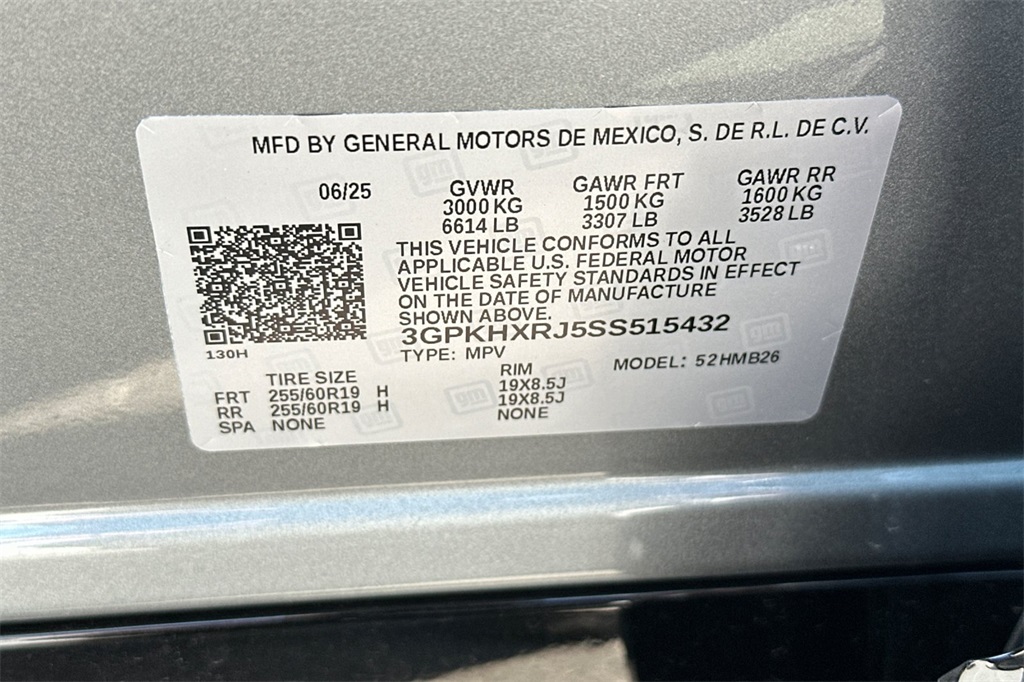 MFD BY GENERAL MOTORS DE MEXICO, S. DE R.L. DE C.V.
06/25 GVWR GAWR FRT GAWR RR
3000 KG 1500 KG 1600 KG
6614 LB 3307 LB 3528 LB
THIS VEHICLE CONFORMS TO ALL
APPLICABLE U.S. FEDERAL MOTOR
VEHICLE SAFETY STANDARDS IN EFFECT
ON THE DATE OF MANUFACTURE
SHOWN ABOVE.
3GPKHXRJ5SS515432
130H TYPE: MPV MODEL: 52HMB26
TIRE SIZE RIM
FRT 255/60R19 H 19X8.5J
RR 255/60R19 H 19X8.5J
SPA NONE NONE